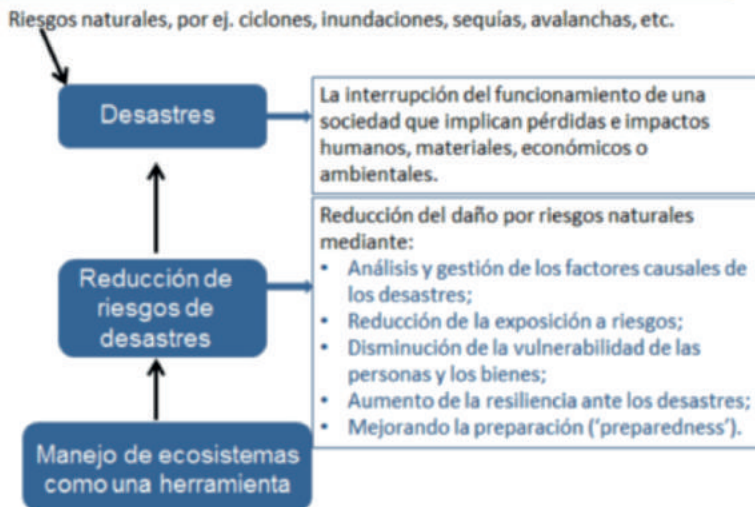 Riesgos naturales, por ej. ciclones, inundaciones, sequías, avalanchas, etc.
Desastres
La interrupción del funcionamiento de una
sociedad que implican pérdidas e impactos
humanos, materiales, económicos o
ambientales.
Reducción de
riesgos de
desastres
Reducción del daño por riesgos naturales
mediante:
• Análisis y gestión de los factores causales de
los desastres;
• Reducción de la exposición a riesgos;
• Disminución de la vulnerabilidad de las
personas y los bienes;
• Aumento de la resiliencia ante los desastres;
• Mejorando la preparación ('preparedness').
Manejo de ecosistemas
como una herramienta